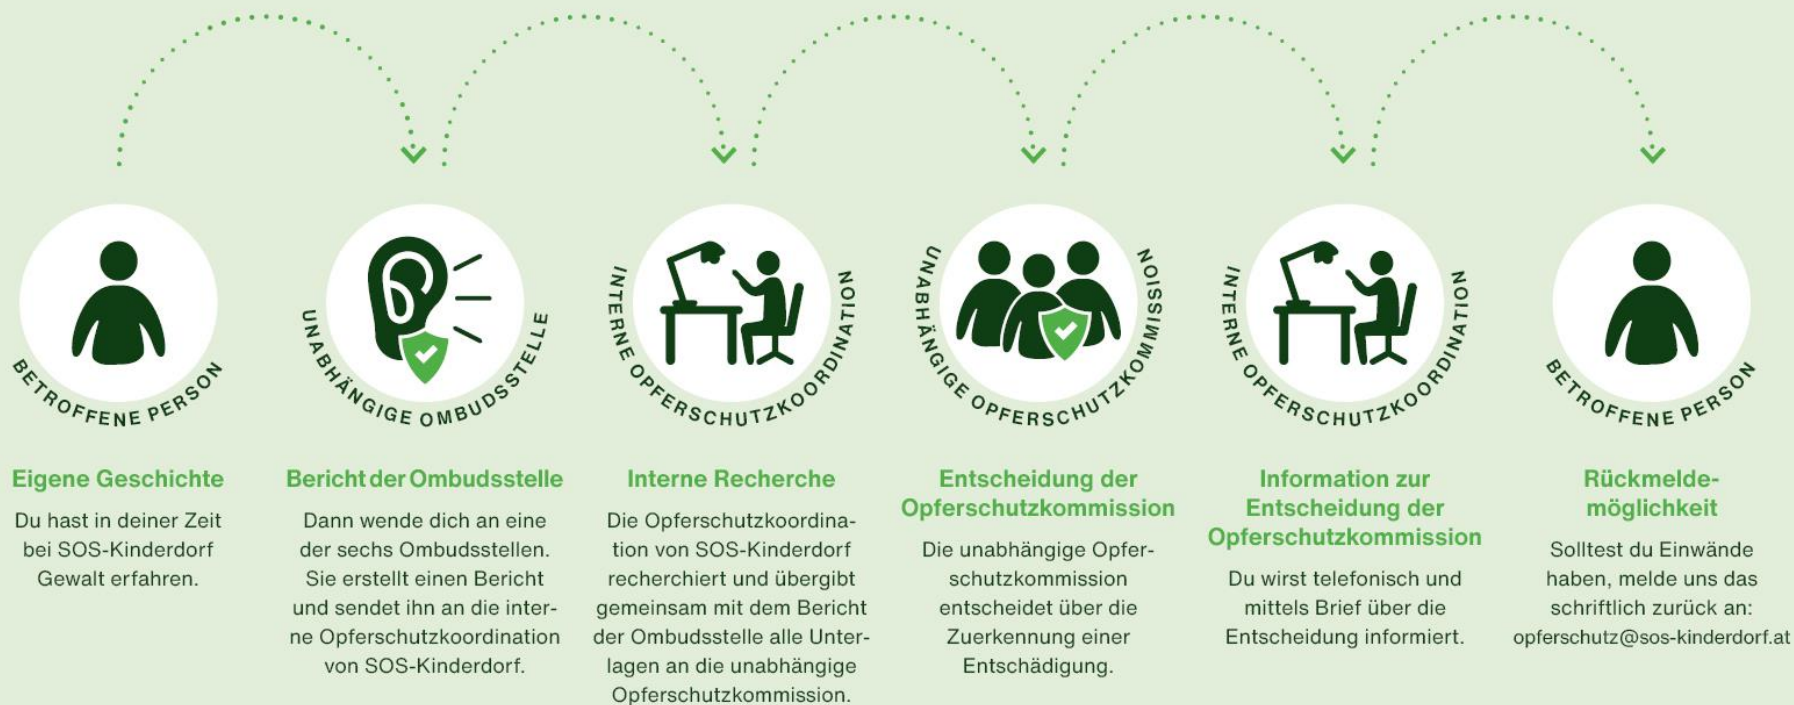 BETROFFENE PERSON
Eigene Geschichte
Du hast in deiner Zeit
bei SOS-Kinderdorf
Gewalt erfahren.
UNABHÄNGIGE OMBUDSSTELLE
Bericht der Ombudsstelle
Dann wende dich an eine
der sechs Ombudsstellen.
Sie erstellt einen Bericht
und sendet ihn an die inter-
ne Opferschutzkoordination
von SOS-Kinderdorf.
INTERNE OPFERSCHUTZKOORDINATION
Interne Recherche
Die Opferschutzkoordina-
tion von SOS-Kinderdorf
recherchiert und übergibt
gemeinsam mit dem Bericht
der Ombudsstelle alle Unter-
lagen an die unabhängige
Opferschutzkommission.
UNABHÄNGIGE OPFERSCHUTZKOMMISSION
Entscheidung der
Opferschutzkommission
Die unabhängige Opfer-
schutzkommission
entscheidet über die
Zuerkennung einer
Entschädigung.
INTERNE OPFERSCHUTZKOORDINATION
Information zur
Entscheidung der
Opferschutzkommission
Du wirst telefonisch und
mittels Brief über die
Entscheidung informiert.
BETROFFENE PERSON
Rückmelde-
möglichkeit
Solltest du Einwände
haben, melde uns das
schriftlich zurück an:
opferschutz@sos-kinderdorf.at